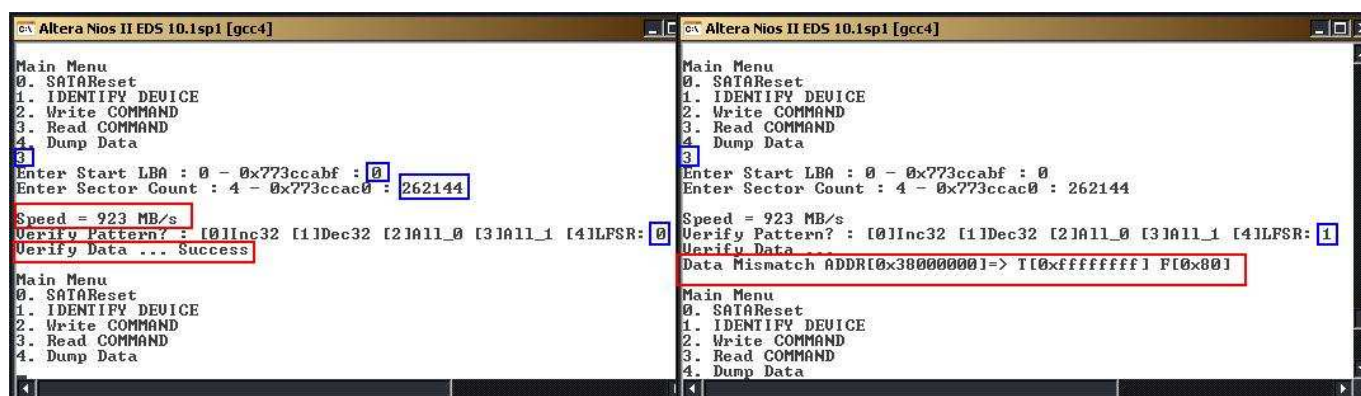 Altera Nios II EDS 10.1sp1 [gcc4]
Main Menu
0. SATAReset
1. IDENTIFY DEVICE
2. Write COMMAND
3. Read COMMAND
4. Dump Data
3
Enter Start LBA : 0 - 0x773ccabf : 0
Enter Sector Count : 4 - 0x773ccac0 : 262144
Speed = 923 MB/s
Verify Pattern? : [0]Inc32 [1]Dec32 [2]All_0 [3]All_1 [4]LFSR: 0
Verify Data ... Success
Main Menu
0. SATAReset
1. IDENTIFY DEVICE
2. Write COMMAND
3. Read COMMAND
4. Dump Data
Altera Nios II EDS 10.1sp1 [gcc4]
Main Menu
0. SATAReset
1. IDENTIFY DEVICE
2. Write COMMAND
3. Read COMMAND
4 Dump Data
3
Enter Start LBA : 0 - 0x773ccabf : 0
Enter Sector Count : 4 - 0x773ccac0 : 262144
Speed = 923 MB/s
Verify Pattern? : [0]Inc32 [1]Dec32 [2]All_0 [3]All_1 [4]LFSR: 1
Verify Data ...
Data Mismatch ADDR[0x38000000]=> T[0xffffffff] F[0x80]
Main Menu
0. SATAReset
1. IDENTIFY DEVICE
2. Write COMMAND
3. Read COMMAND
4. Dump Data